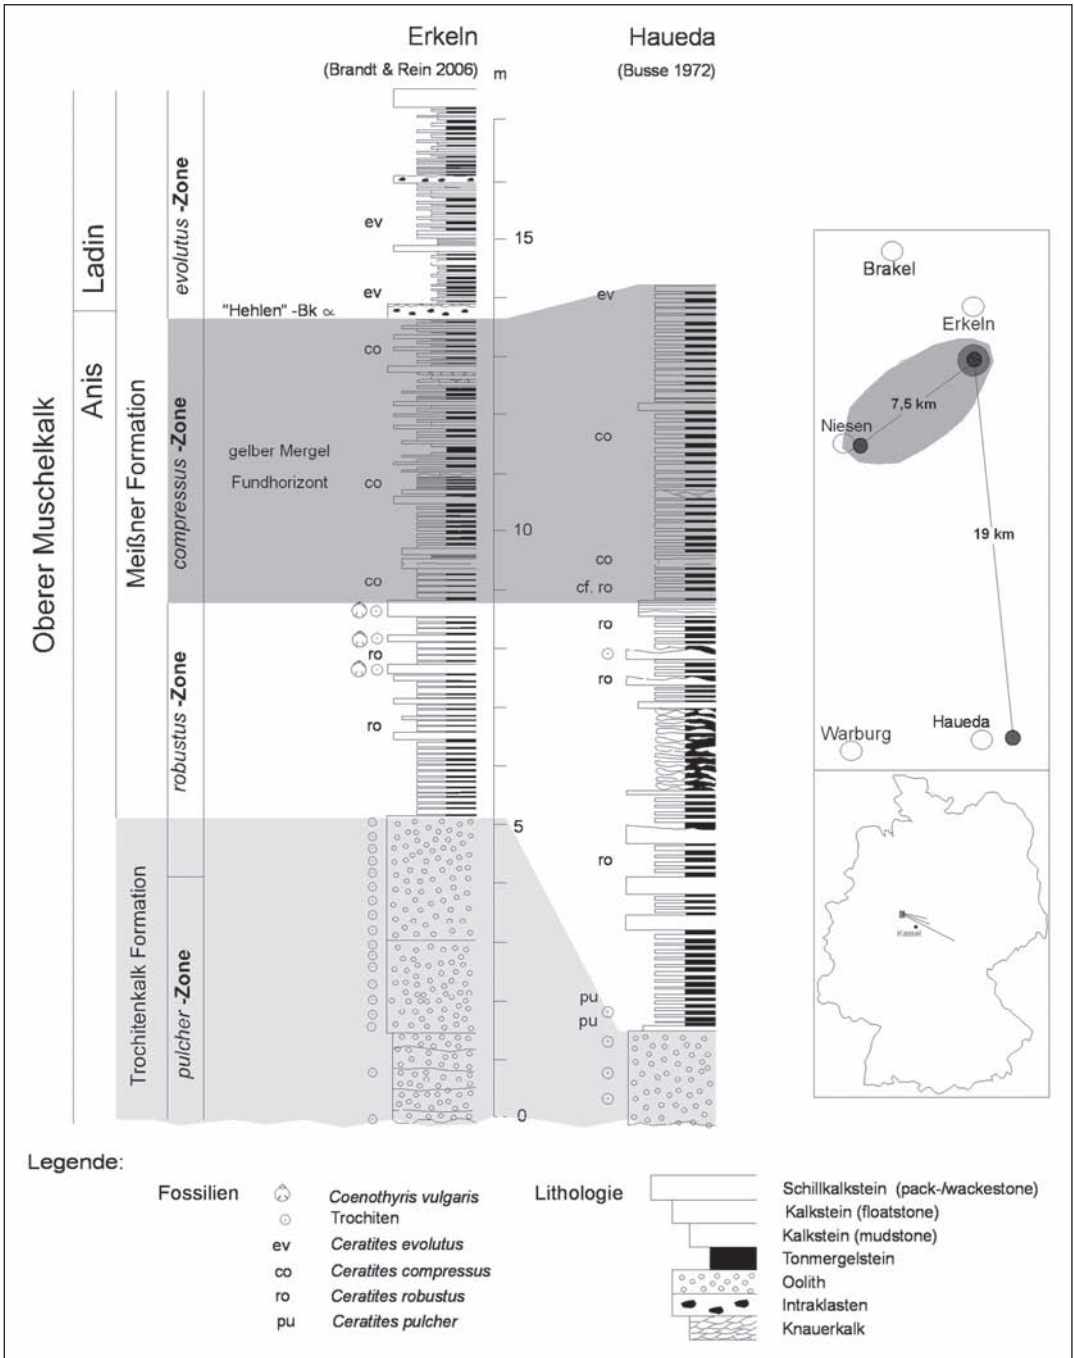 Erkeln
Haueda
(Brandt & Rein 2006)
m
(Busse 1972)
Oberer Muschelkalk
Ladin
Anis
Meißner Formation
Trochitenkalk Formation
evolutus -Zone
compressus -Zone
robustus -Zone
pulcher -Zone
ev
15
ev
"Hehlen" -Bk ∝
co
gelber Mergel
Fundhorizont
co
10
co
ro
ro
5
0
ev
co
co
cf. ro
ro
ro
ro
pu
pu
Brakel
Erkeln
7,5 km
Niesen
19 km
Haueda
Warburg
Kassel
Legende:
Fossilien
Coenothyris vulgaris
Trochiten
ev Ceratites evolutus
co Ceratites compressus
ro Ceratites robustus
pu Ceratites pulcher
Lithologie
Schillkalkstein (pack-/wackestone)
Kalkstein (floatstone)
Kalkstein (mudstone)
Tonmergelstein
Oolith
Intraklasten
Knauerkalk